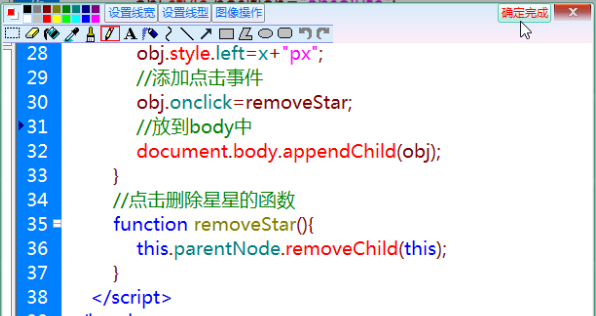 设置线宽 设置线型 图像操作 确定完成
28 obj.style.left=x+"px";
29 //添加点击事件
30 obj.onclick=removeStar;
31 //放到body中
32 document.body.appendChild(obj);
33 }
34 //点击删除星星的函数
35 function removeStar(){
36 this.parentNode.removeChild(this);
37 }
38 </script>